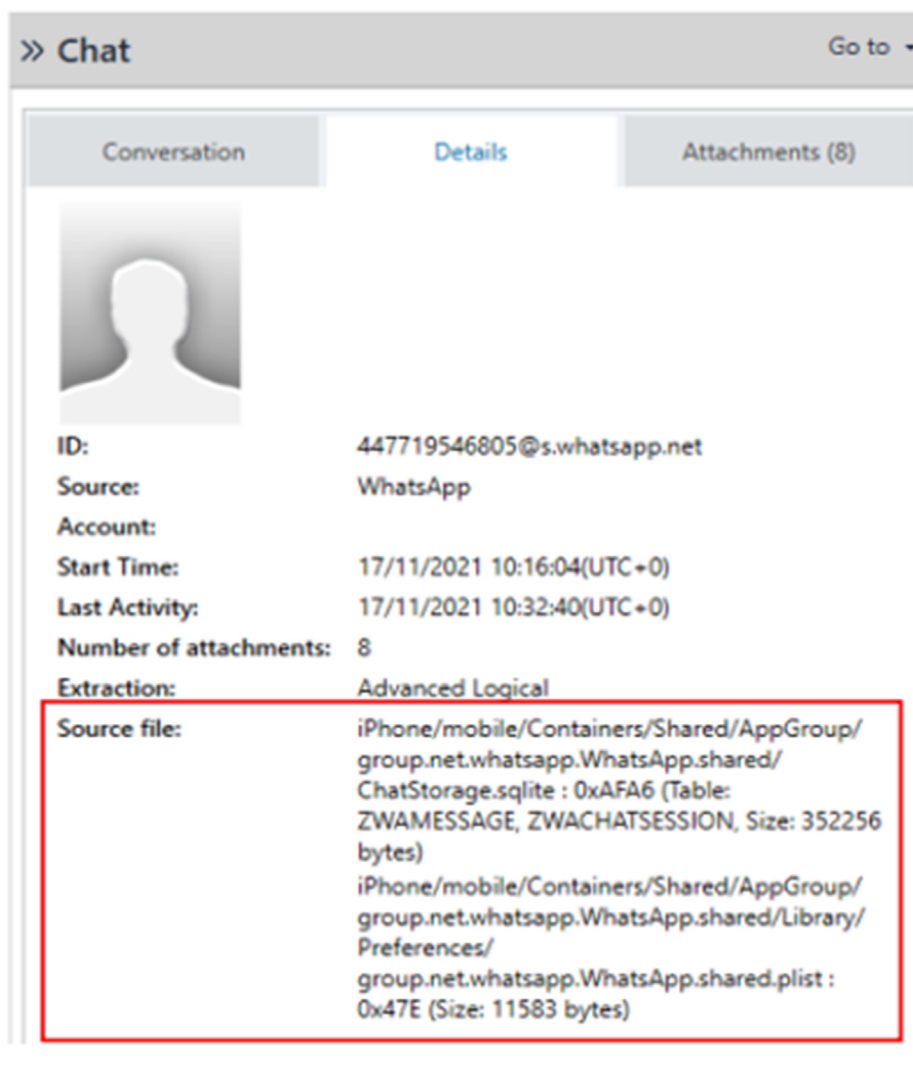 » Chat
Go to
Conversation
Details
Attachments (8)
ID: 447719546805@s.whatsapp.net
Source: WhatsApp
Account:
Start Time: 17/11/2021 10:16:04(UTC+0)
Last Activity: 17/11/2021 10:32:40(UTC+0)
Number of attachments: 8
Extraction: Advanced Logical
Source file: iPhone/mobile/Containers/Shared/AppGroup/
group.net.whatsapp.WhatsApp.shared/
ChatStorage.sqlite : 0xAFA6 (Table:
ZWAMESSAGE, ZWACHATSESSION, Size: 352256
bytes)
iPhone/mobile/Containers/Shared/AppGroup/
group.net.whatsapp.WhatsApp.shared/Library/
Preferences/
group.net.whatsapp.WhatsApp.shared.plist :
0x47E (Size: 11583 bytes)